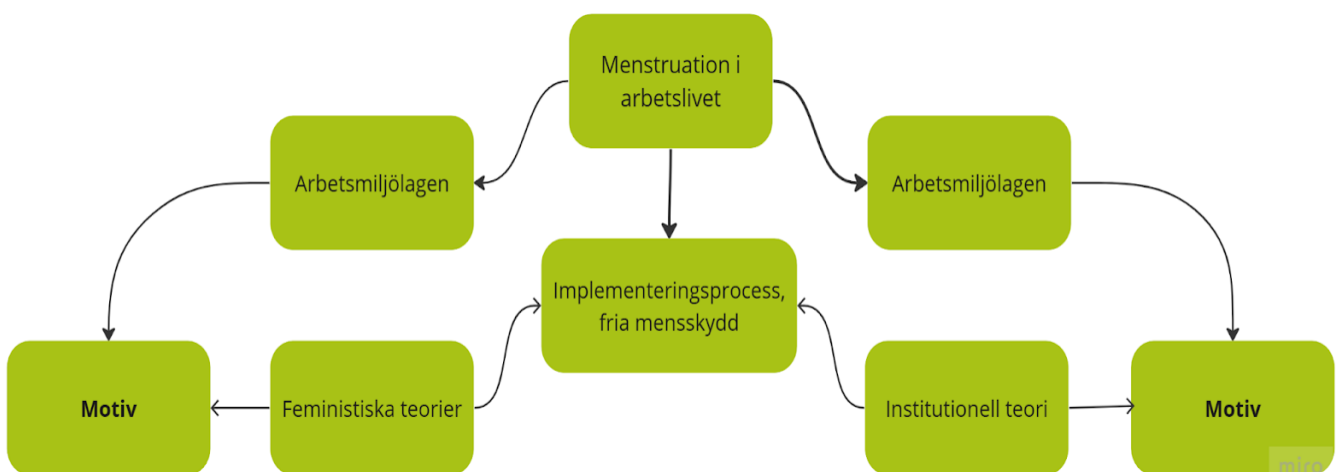 Menstruation i
arbetslivet
Arbetsmiljölagen
Arbetsmiljölagen
Implementeringsprocess,
fria mensskydd
Motiv
Feministiska teorier
Institutionell teori
Motiv
miro